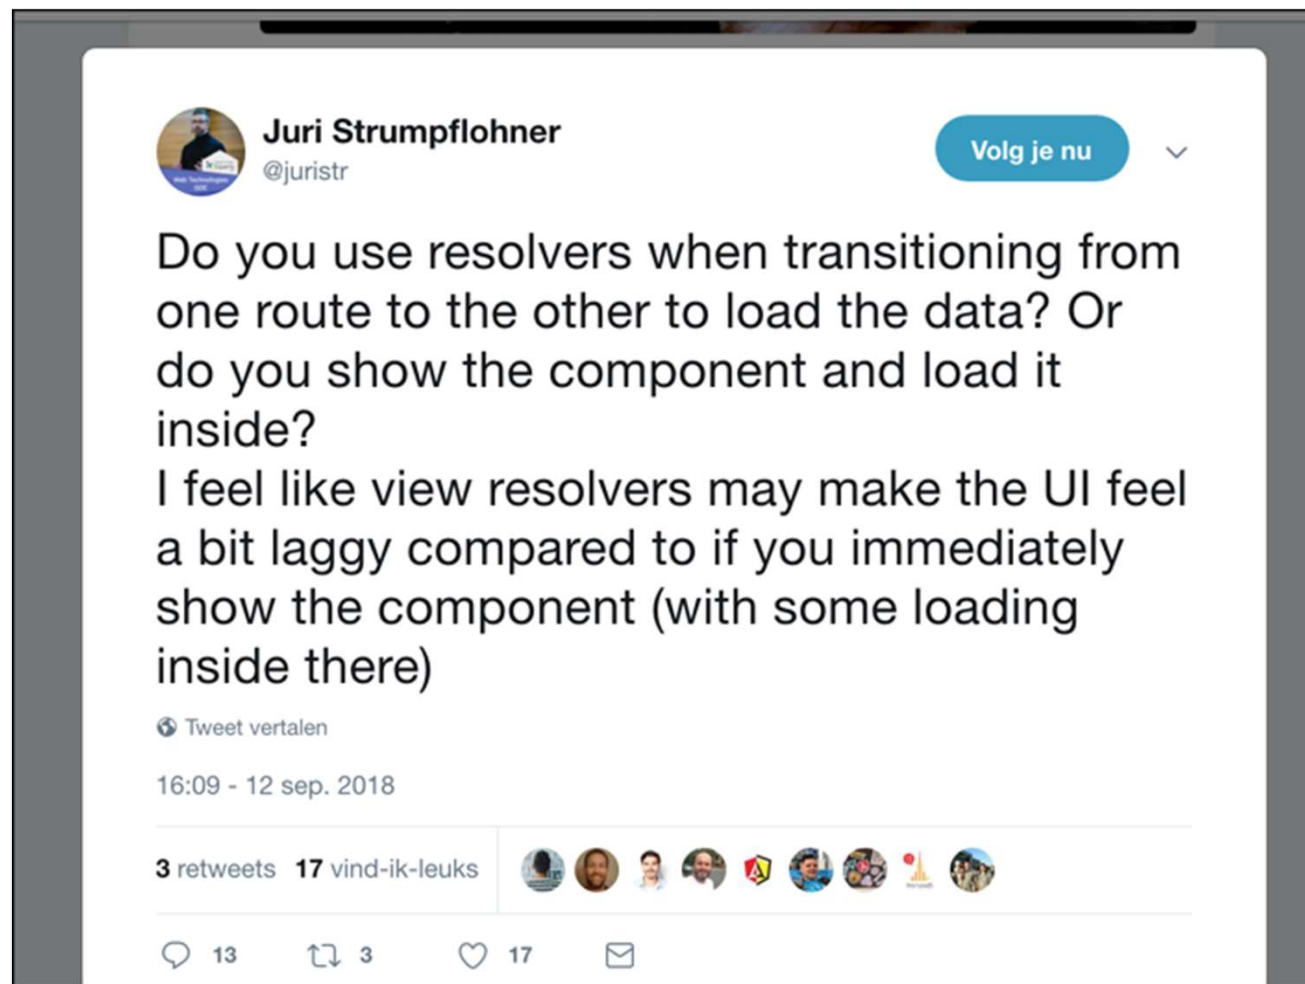 Juri Strumpflohner
@juristr
Volg je nu
Do you use resolvers when transitioning from
one route to the other to load the data? Or
do you show the component and load it
inside?
I feel like view resolvers may make the UI feel
a bit laggy compared to if you immediately
show the component (with some loading
inside there)
Tweet vertalen
16:09 - 12 sep. 2018
3 retweets 17 vind-ik-leuks
13 3 17